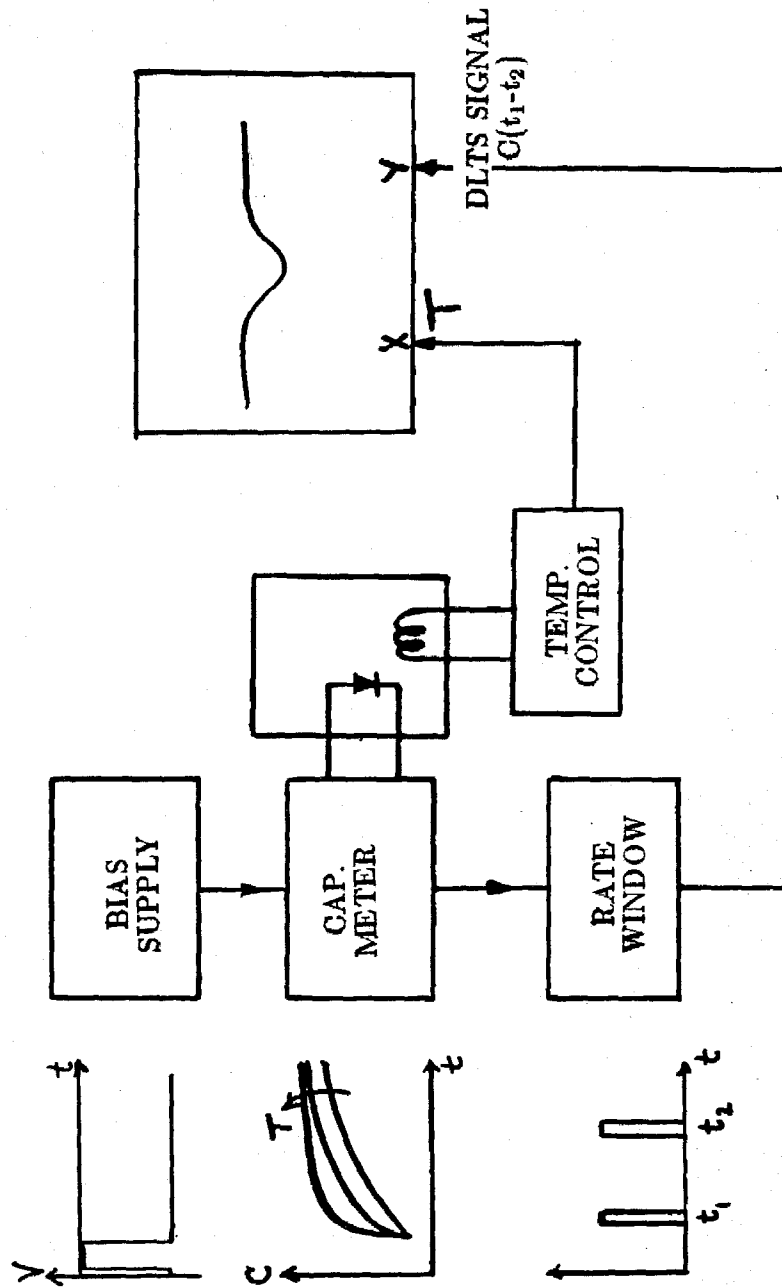 V
t
BIAS
SUPPLY
C
T
t
CAP.
METER
t₁
t₂
t
RATE
WINDOW
TEMP.
CONTROL
X
T
Y
DLTS SIGNAL
C(t₁-t₂)